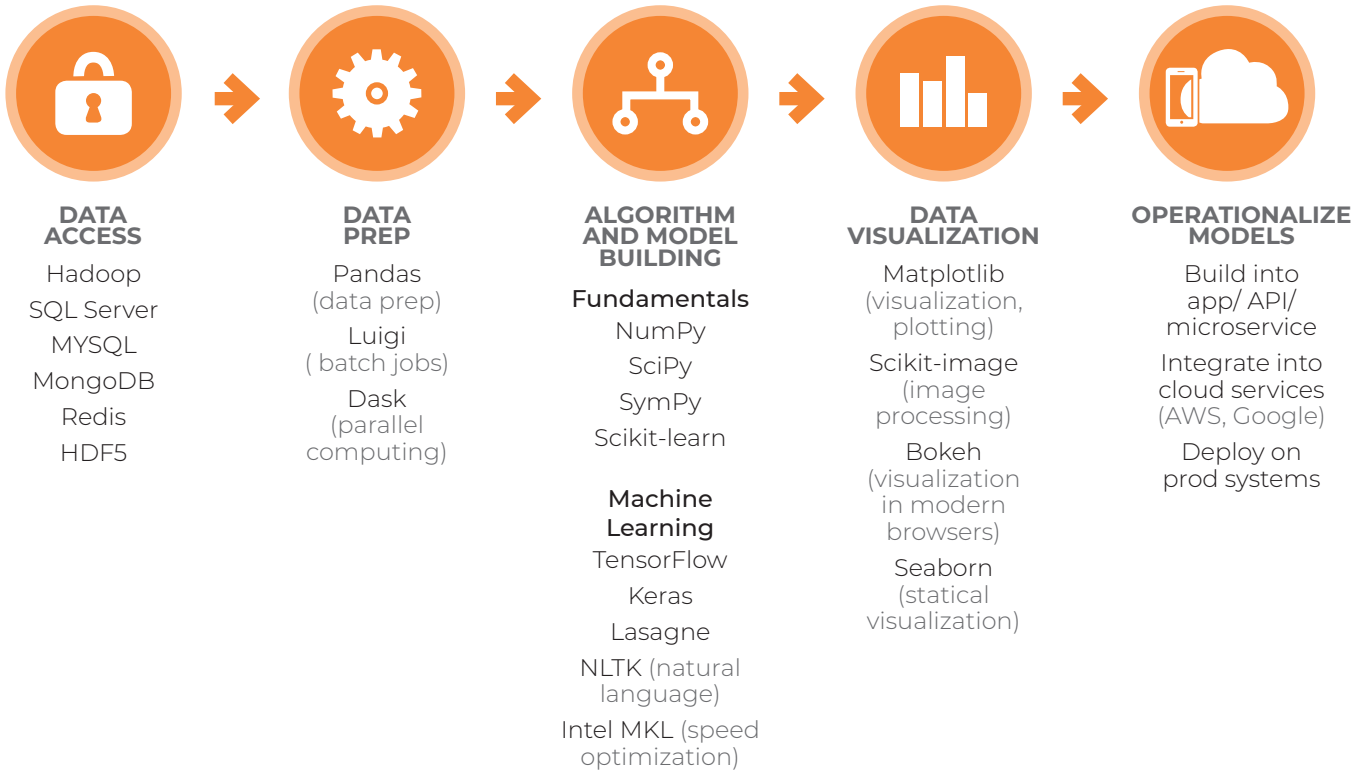 DATA
ACCESS
Hadoop
SQL Server
MYSQL
MongoDB
Redis
HDF5
DATA
PREP
Pandas
(data prep)
Luigi
( batch jobs)
Dask
(parallel
computing)
ALGORITHM
AND MODEL
BUILDING
Fundamentals
NumPy
SciPy
SymPy
Scikit-learn
Machine
Learning
TensorFlow
Keras
Lasagne
NLTK (natural
language)
Intel MKL (speed
optimization)
DATA
VISUALIZATION
Matplotlib
(visualization,
plotting)
Scikit-image
(image
processing)
Bokeh
(visualization
in modern
browsers)
Seaborn
(statical
visualization)
OPERATIONALIZE
MODELS
Build into
app/ API/
microservice
Integrate into
cloud services
(AWS, Google)
Deploy on
prod systems